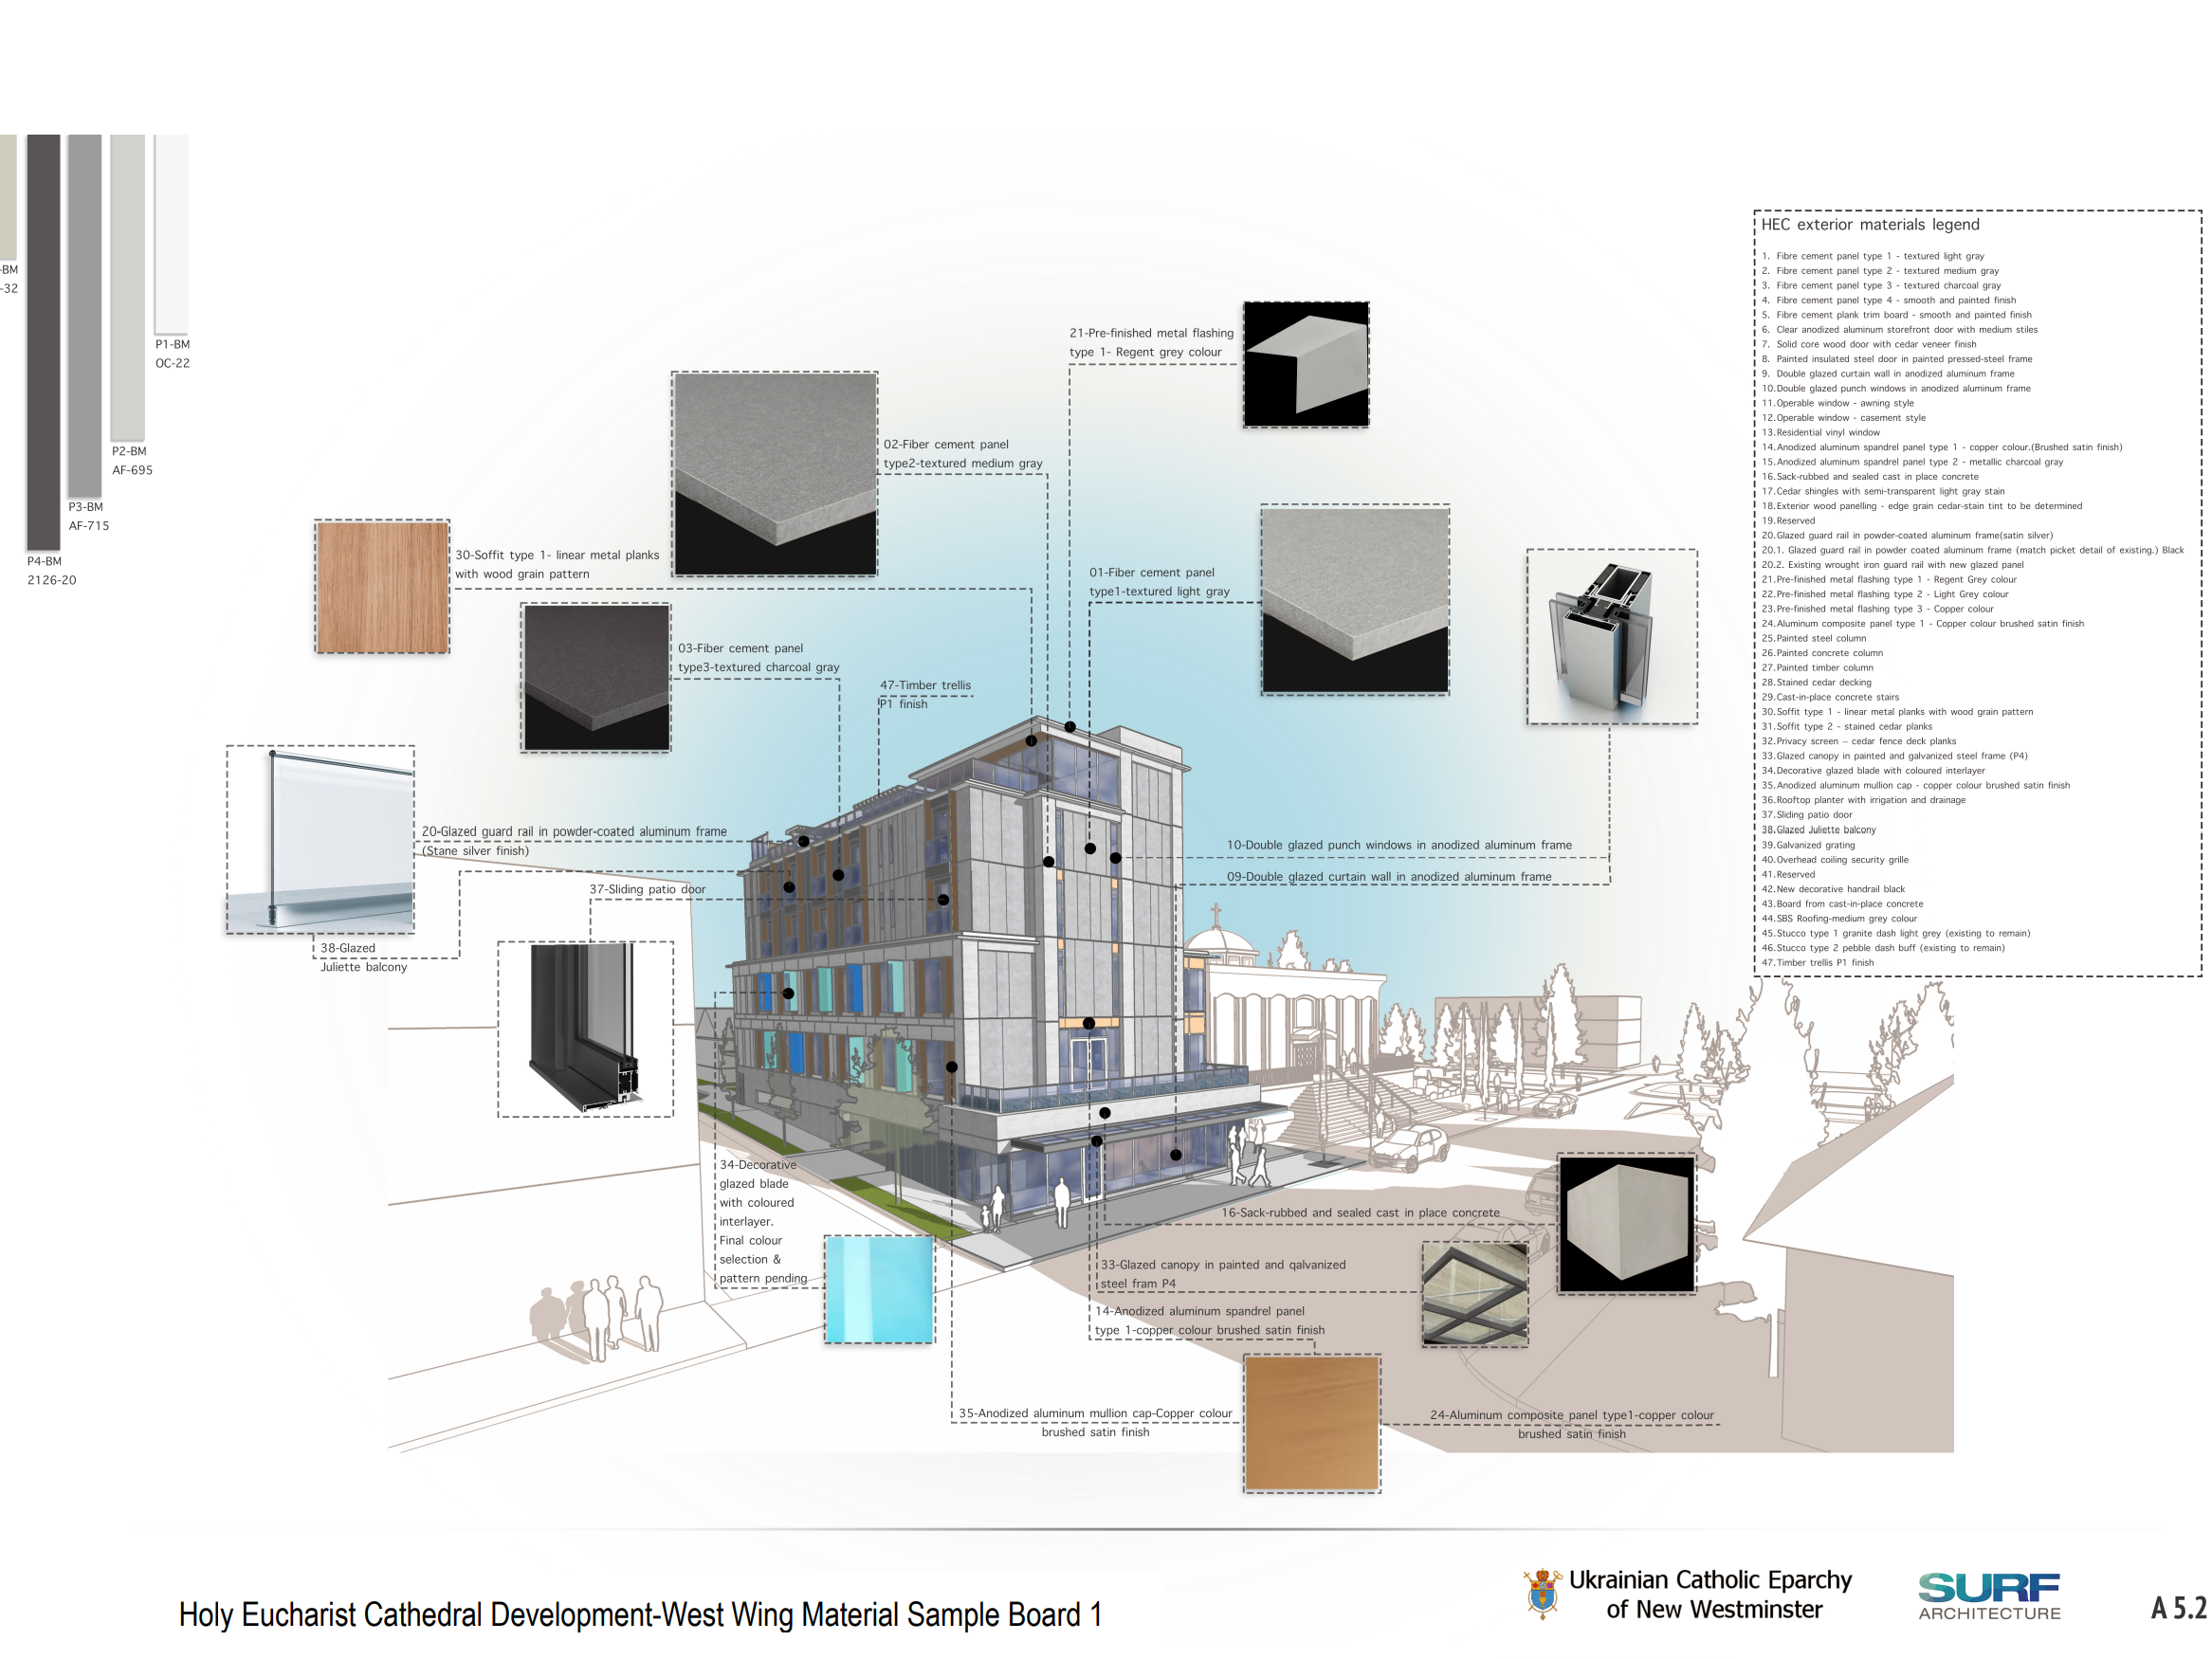 -BM
-32
P4-BM
2126-20
P3-BM
AF-715
P2-BM
AF-695
P1-BM
OC-22
21-Pre-finished metal flashing
type 1- Regent grey colour
02-Fiber cement panel
type2-textured medium gray
30-Soffit type 1- linear metal planks
with wood grain pattern
01-Fiber cement panel
type1-textured light gray
03-Fiber cement panel
type3-textured charcoal gray
47-Timber trellis
P1 finish
20-Glazed guard rail in powder-coated aluminum frame
(Stane silver finish)
10-Double glazed punch windows in anodized aluminum frame
09-Double glazed curtain wall in anodized aluminum frame
37-Sliding patio door
38-Glazed
Juliette balcony
34-Decorative
glazed blade
with coloured
interlayer.
Final colour
selection &
pattern pending
16-Sack-rubbed and sealed cast in place concrete
33-Glazed canopy in painted and qalvanized
steel fram P4
14-Anodized aluminum spandrel panel
type 1-copper colour brushed satin finish
35-Anodized aluminum mullion cap-Copper colour
brushed satin finish
24-Aluminum composite panel type1-copper colour
brushed satin finish
HEC exterior materials legend
1. Fibre cement panel type 1 - textured light gray
2. Fibre cement panel type 2 - textured medium gray
3. Fibre cement panel type 3 - textured charcoal gray
4. Fibre cement panel type 4 - smooth and painted finish
5. Fibre cement plank trim board - smooth and painted finish
6. Clear anodized aluminum storefront door with medium stiles
7. Solid core wood door with cedar veneer finish
8. Painted insulated steel door in painted pressed-steel frame
9. Double glazed curtain wall in anodized aluminum frame
10.Double glazed punch windows in anodized aluminum frame
11.Operable window - awning style
12.Operable window - casement style
13.Residential vinyl window
14.Anodized aluminum spandrel panel type 1 - copper colour.(Brushed satin finish)
15.Anodized aluminum spandrel panel type 2 - metallic charcoal gray
16.Sack-rubbed and sealed cast in place concrete
17.Cedar shingles with semi-transparent light gray stain
18.Exterior wood panelling - edge grain cedar-stain tint to be determined
19.Reserved
20.Glazed guard rail in powder-coated aluminum frame(satin silver)
20.1. Glazed guard rail in powder coated aluminum frame (match picket detail of existing.) Black
20.2. Existing wrought iron guard rail with new glazed panel
21.Pre-finished metal flashing type 1 - Regent Grey colour
22.Pre-finished metal flashing type 2 - Light Grey colour
23.Pre-finished metal flashing type 3 - Copper colour
24.Aluminum composite panel type 1 - Copper colour brushed satin finish
25.Painted steel column
26.Painted concrete column
27.Painted timber column
28.Stained cedar decking
29.Cast-in-place concrete stairs
30.Soffit type 1 - linear metal planks with wood grain pattern
31.Soffit type 2 - stained cedar planks
32.Privacy screen – cedar fence deck planks
33.Glazed canopy in painted and galvanized steel frame (P4)
34.Decorative glazed blade with coloured interlayer
35.Anodized aluminum mullion cap - copper colour brushed satin finish
36.Rooftop planter with irrigation and drainage
37.Sliding patio door
38.Glazed Juliette balcony
39.Galvanized grating
40.Overhead coiling security grille
41.Reserved
42.New decorative handrail black
43.Board from cast-in-place concrete
44.SBS Roofing-medium grey colour
45.Stucco type 1 granite dash light grey (existing to remain)
46.Stucco type 2 pebble dash buff (existing to remain)
47.Timber trellis P1 finish
Holy Eucharist Cathedral Development-West Wing Material Sample Board 1
Ukrainian Catholic Eparchy
of New Westminster
SURF
ARCHITECTURE
A 5.2